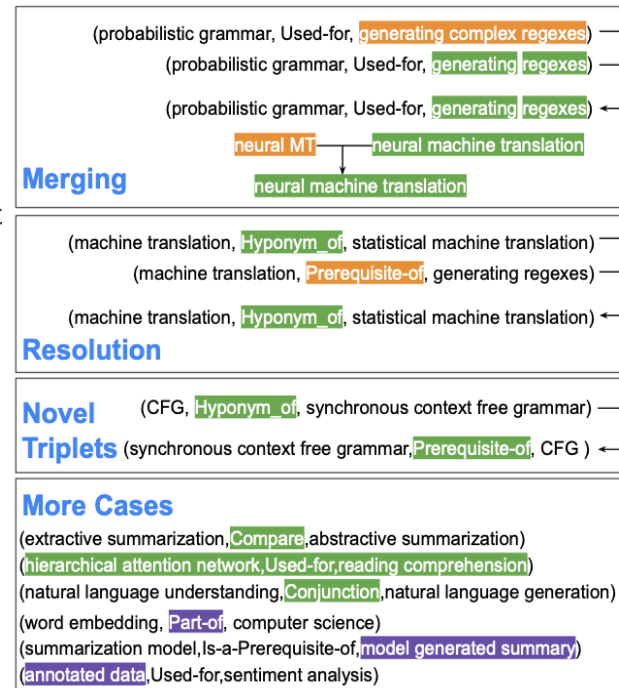 (probabilistic grammar, Used-for, generating complex regexes)
(probabilistic grammar, Used-for, generating regexes)
(probabilistic grammar, Used-for, generating regexes)
neural MT neural machine translation
neural machine translation
Merging
(machine translation, Hyponym_of, statistical machine translation)
(machine translation, Prerequisite-of, generating regexes)
(machine translation, Hyponym_of, statistical machine translation)
Resolution
Novel
Triplets
(CFG, Hyponym_of, synchronous context free grammar)
(synchronous context free grammar,Prerequisite-of, CFG )
More Cases
(extractive summarization,Compare,abstractive summarization)
(hierarchical attention network,Used-for,reading comprehension)
(natural language understanding,Conjunction,natural language generation)
(word embedding, Part-of, computer science)
(summarization model,Is-a-Prerequisite-of,model generated summary)
(annotated data,Used-for,sentiment analysis)